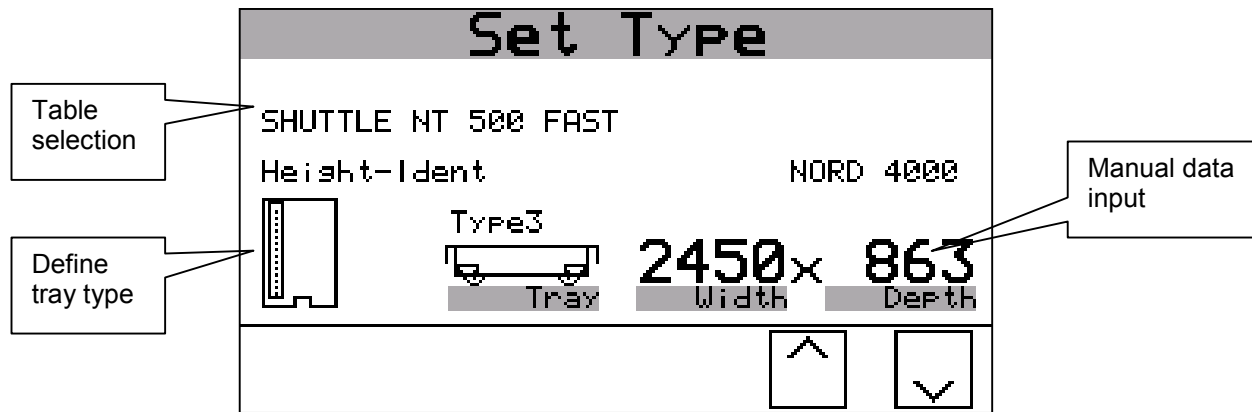 Set Type
Table
selection
SHUTTLE NT 500 FAST
Height-Ident
NORD 4000
Manual data
input
Define
tray type
Type3
2450x 863
Tray
Width
Depth